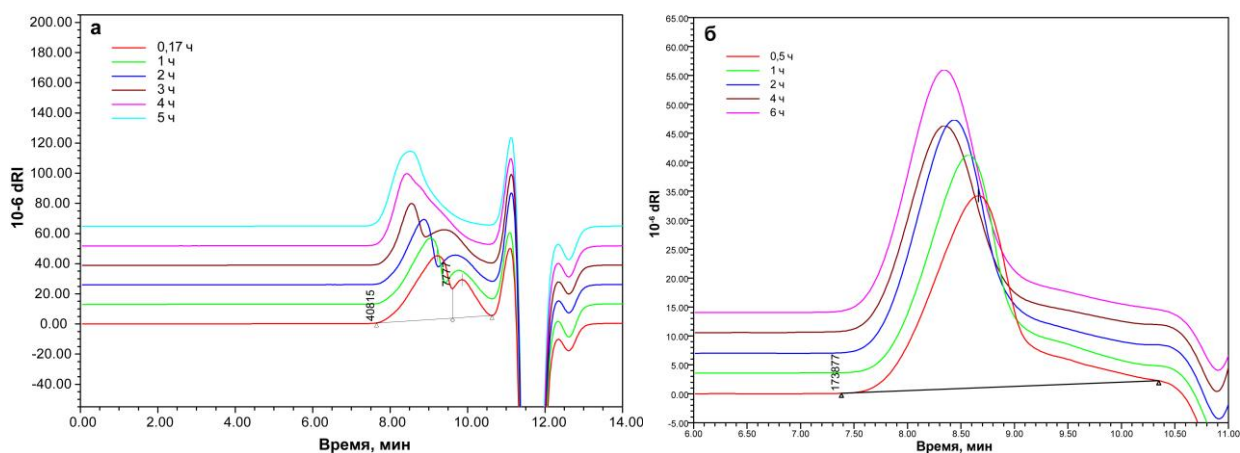 а
0,17 ч
1 ч
2 ч
3 ч
4 ч
5 ч
200.00
180.00
160.00
140.00
120.00
100.00
80.00
60.00
40.00
20.00
0.00
-20.00
-40.00
10-6 dRI
40815
7777
0.00
2.00
4.00
6.00
8.00
10.00
12.00
14.00
Время, мин
б
0,5 ч
1 ч
2 ч
4 ч
6 ч
65.00
60.00
55.00
50.00
45.00
40.00
35.00
30.00
25.00
20.00
15.00
10.00
5.00
0.00
-5.00
10⁻⁶ dRI
173877
6.00
6.50
7.00
7.50
8.00
8.50
9.00
9.50
10.00
10.50
11.00
Время, мин